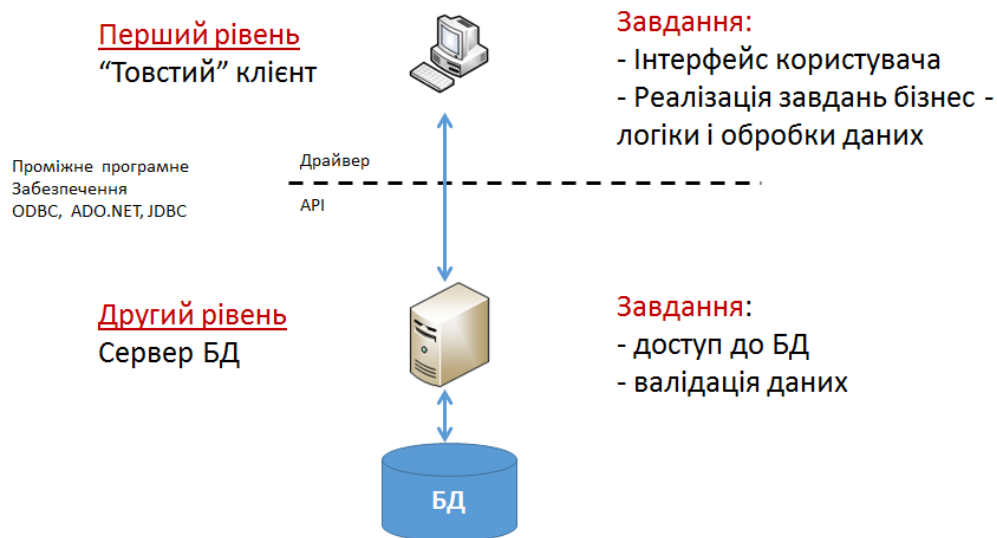 Перший рівень
“Товстий” клієнт
Завдання:
- Інтерфейс користувача
- Реалізація завдань бізнес -
логіки і обробки даних
Проміжне програмне
Забезпечення
ODBC, ADO.NET, JDBC
Драйвер
API
Другий рівень
Сервер БД
Завдання:
- доступ до БД
- валідація даних
БД